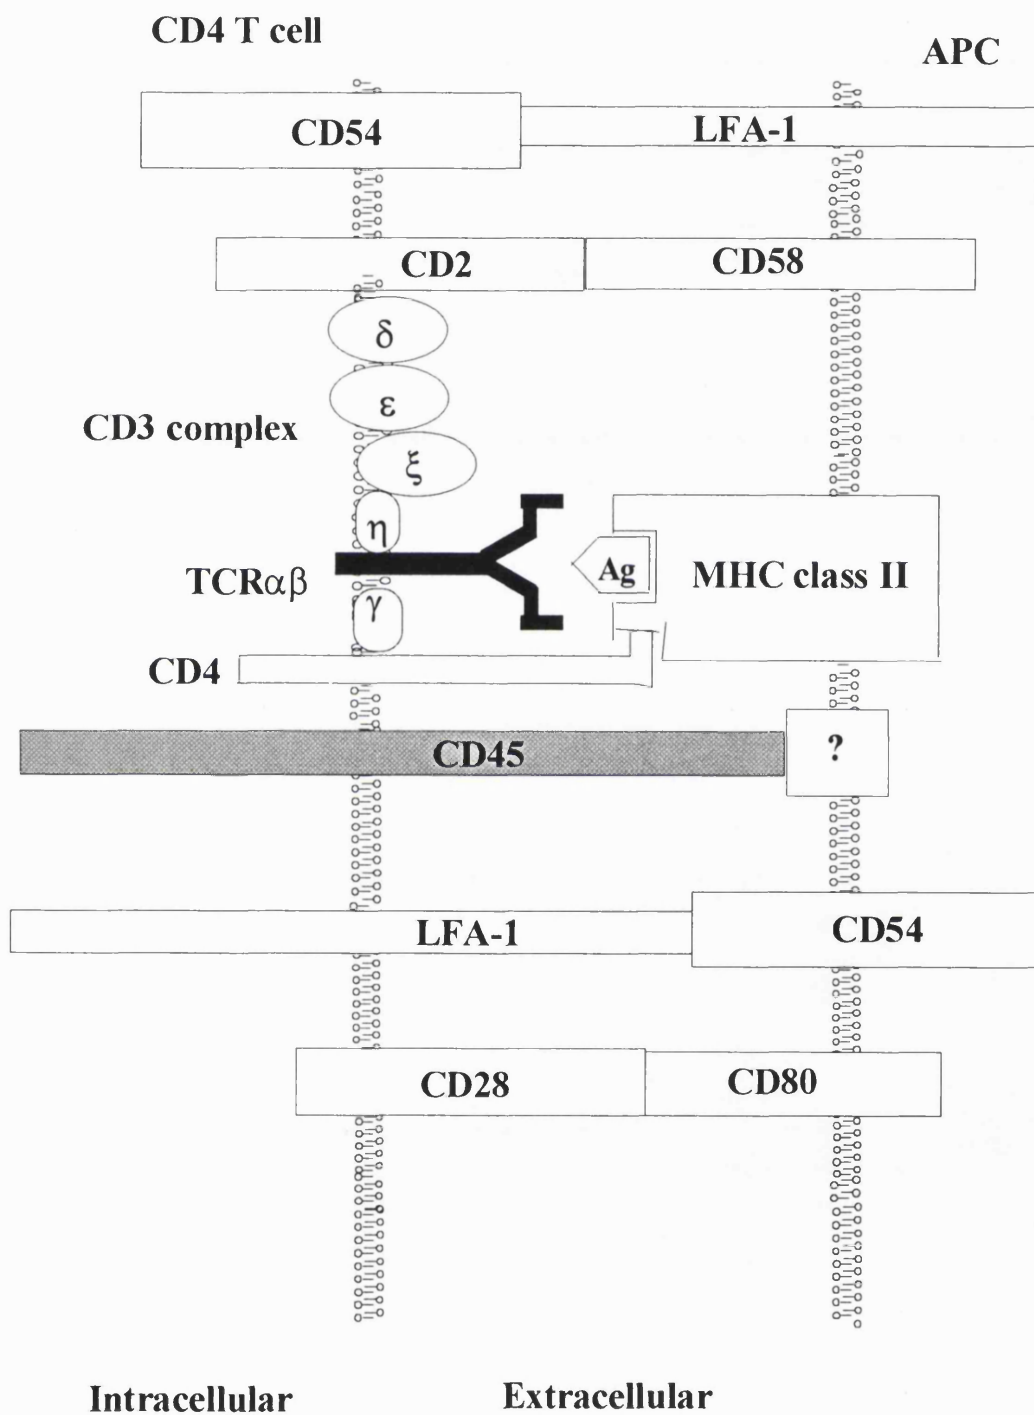 CD4 T cell
APC
CD54
LFA-1
CD2
CD58
δ
ε
CD3 complex
ξ
η
Ag
MHC class II
TCRαβ
γ
CD4
CD45
?
LFA-1
CD54
CD28
CD80
Intracellular
Extracellular